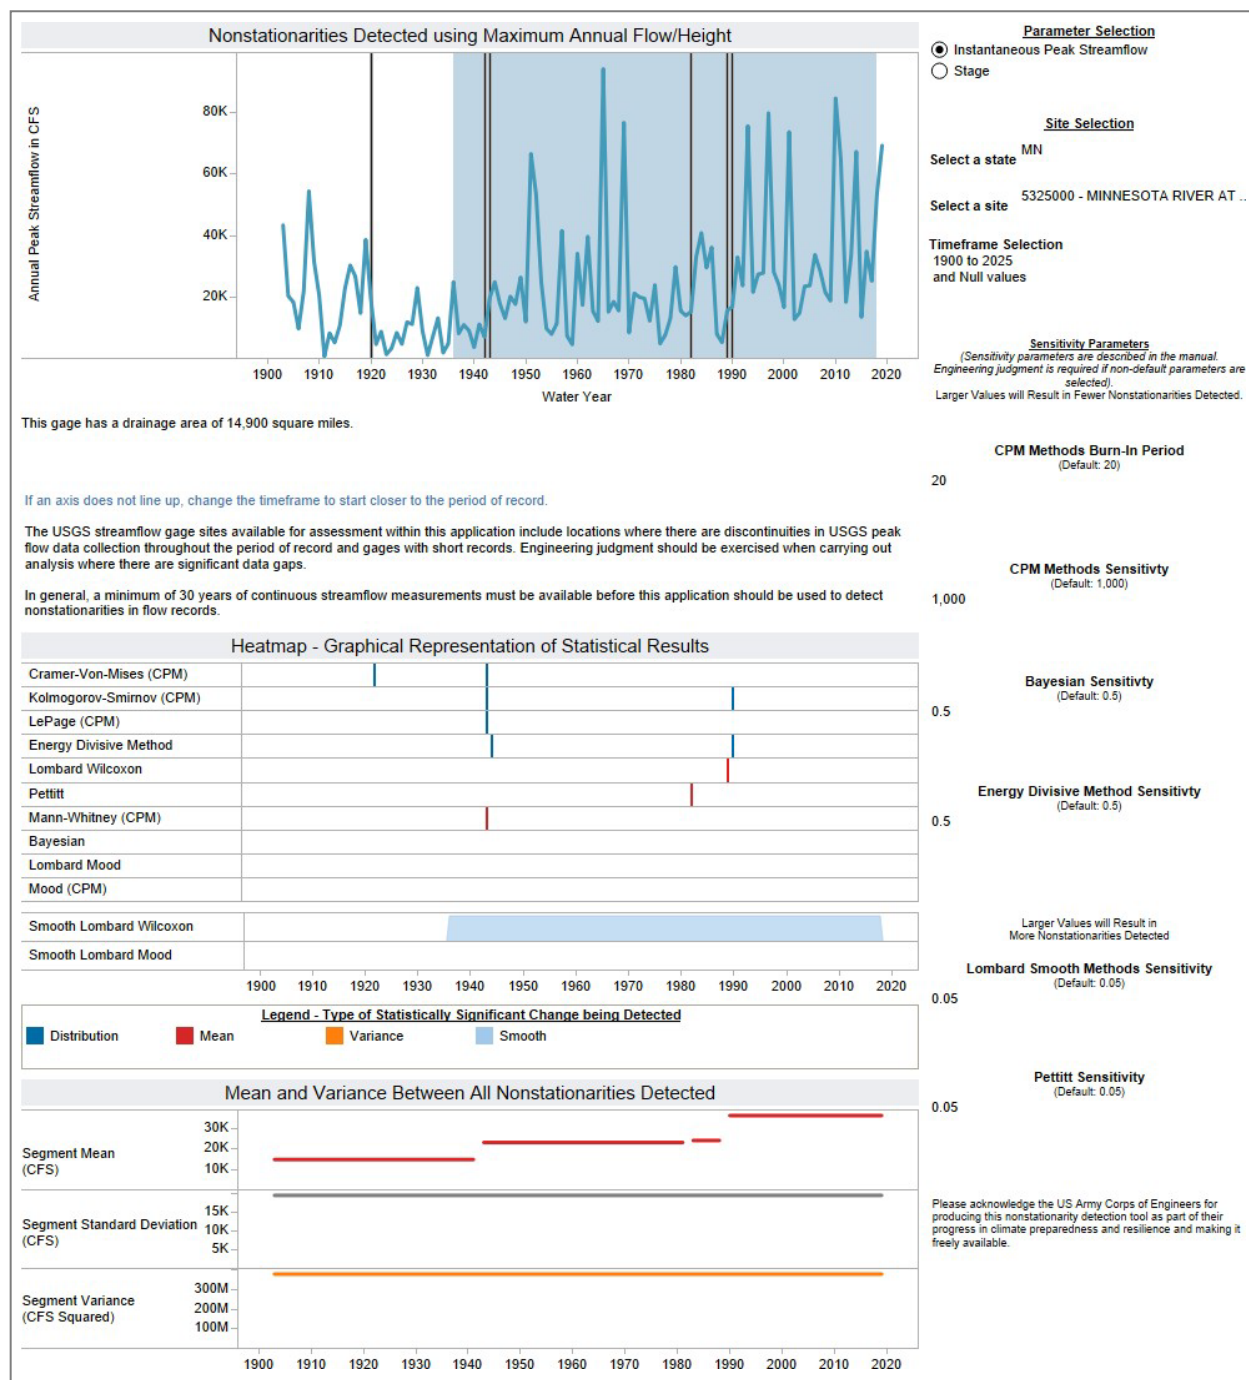 Nonstationarities Detected using Maximum Annual Flow/Height
Annual Peak Streamflow in CFS
80K
60K
40K
20K
1900 1910 1920 1930 1940 1950 1960 1970 1980 1990 2000 2010 2020
Water Year
This gage has a drainage area of 14,900 square miles.
If an axis does not line up, change the timeframe to start closer to the period of record.
The USGS streamflow gage sites available for assessment within this application include locations where there are discontinuities in USGS peak
flow data collection throughout the period of record and gages with short records. Engineering judgment should be exercised when carrying out
analysis where there are significant data gaps.
In general, a minimum of 30 years of continuous streamflow measurements must be available before this application should be used to detect
nonstationarities in flow records.
Heatmap - Graphical Representation of Statistical Results
Cramer-Von-Mises (CPM)
Kolmogorov-Smirnov (CPM)
LePage (CPM)
Energy Divisive Method
Lombard Wilcoxon
Pettitt
Mann-Whitney (CPM)
Bayesian
Lombard Mood
Mood (CPM)
Smooth Lombard Wilcoxon
Smooth Lombard Mood
1900 1910 1920 1930 1940 1950 1960 1970 1980 1990 2000 2010 2020
Legend - Type of Statistically Significant Change being Detected
Distribution Mean Variance Smooth
Mean and Variance Between All Nonstationarities Detected
Segment Mean
(CFS)
30K
20K
10K
Segment Standard Deviation
(CFS)
15K
10K
5K
Segment Variance
(CFS Squared)
300M
200M
100M
1900 1910 1920 1930 1940 1950 1960 1970 1980 1990 2000 2010 2020
Parameter Selection
Instantaneous Peak Streamflow
Stage
Site Selection
Select a state MN
Select a site 5325000 - MINNESOTA RIVER AT ..
Timeframe Selection
1900 to 2025
and Null values
Sensitivity Parameters
(Sensitivity parameters are described in the manual.
Engineering judgment is required if non-default parameters are
selected).
Larger Values will Result in Fewer Nonstationarities Detected.
CPM Methods Burn-In Period
(Default: 20)
20
CPM Methods Sensitivty
(Default: 1,000)
1,000
Bayesian Sensitivty
(Default: 0.5)
0.5
Energy Divisive Method Sensitivty
(Default: 0.5)
0.5
Larger Values will Result in
More Nonstationarities Detected
Lombard Smooth Methods Sensitivity
(Default: 0.05)
0.05
Pettitt Sensitivity
(Default: 0.05)
0.05
Please acknowledge the US Army Corps of Engineers for
producing this nonstationarity detection tool as part of their
progress in climate preparedness and resilience and making it
freely available.